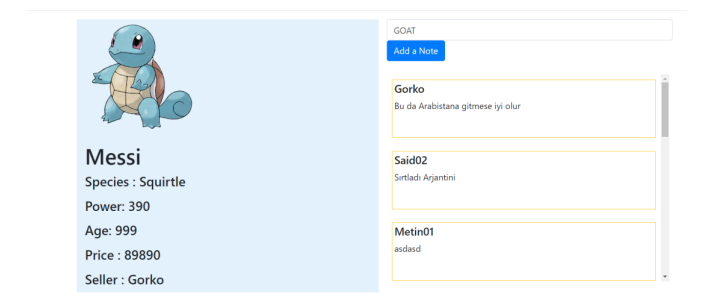 Messi
Species : Squirtle
Power: 390
Age: 999
Price : 89890
Seller : Gorko
GOAT
Add a Note
Gorko
Bu da Arabistana gitmese iyi olur
Said02
Sırtladı Arjantini
Metin01
asdasd